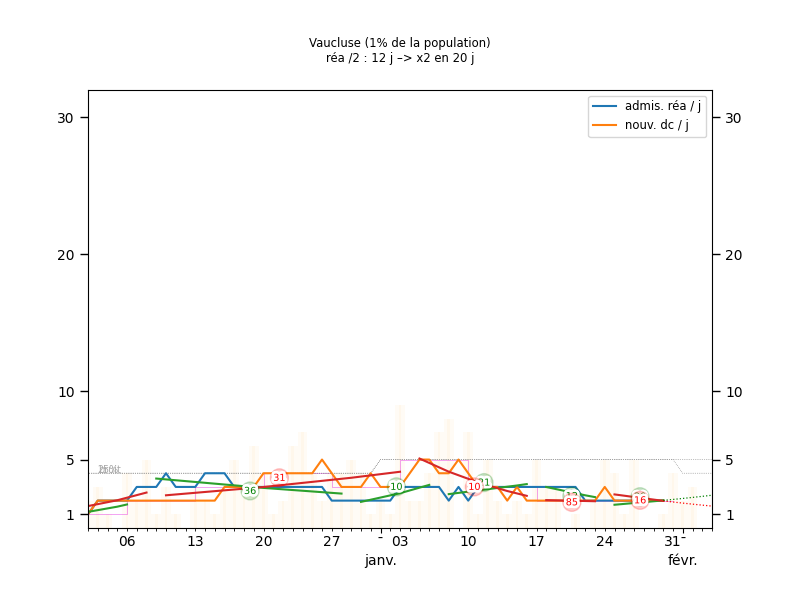 Vaucluse (1% de la population)
réa /2 : 12 j –> x2 en 20 j
admis. réa / j
nouv. dc / j
30 30
20 20
10 10
5 5
1 1
31
36
10
10
85
16
06 13 20 27 - 03 10 17 24 31-
janv. févr.